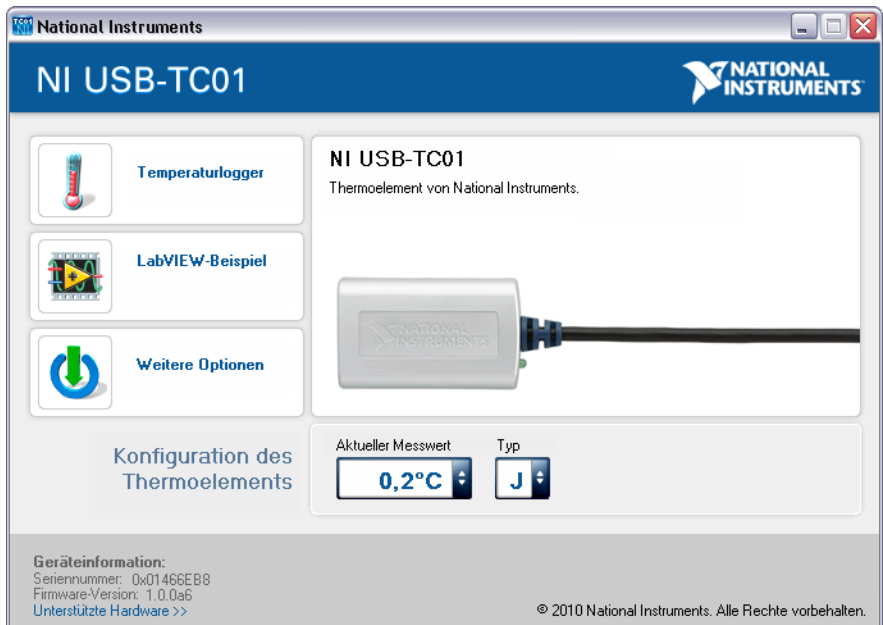 National Instruments
NI USB-TC01
NATIONAL
INSTRUMENTS
Temperaturlogger
LabVIEW-Beispiel
Weitere Optionen
NI USB-TC01
Thermoelement von National Instruments.
NATIONAL
INSTRUMENTS
Konfiguration des
Thermoelements
Aktueller Messwert
Typ
0,2°C
J
Geräteinformation:
Seriennummer: 0x01466EB8
Firmware-Version: 1.0.0a6
Unterstützte Hardware >>
© 2010 National Instruments. Alle Rechte vorbehalten.